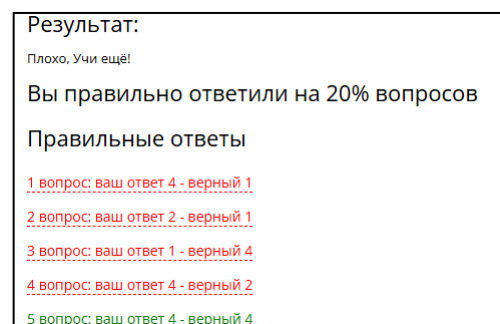 Результат:
Плохо, Учи ещё!
Вы правильно ответили на 20% вопросов
Правильные ответы
1 вопрос: ваш ответ 4 - верный 1
2 вопрос: ваш ответ 2 - верный 1
3 вопрос: ваш ответ 1 - верный 4
4 вопрос: ваш ответ 4 - верный 2
5 вопрос: ваш ответ 4 - верный 4